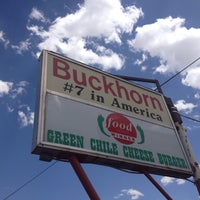 Buckhorn
#7 in America
food
GREEN CHILE CHEESE BURGER